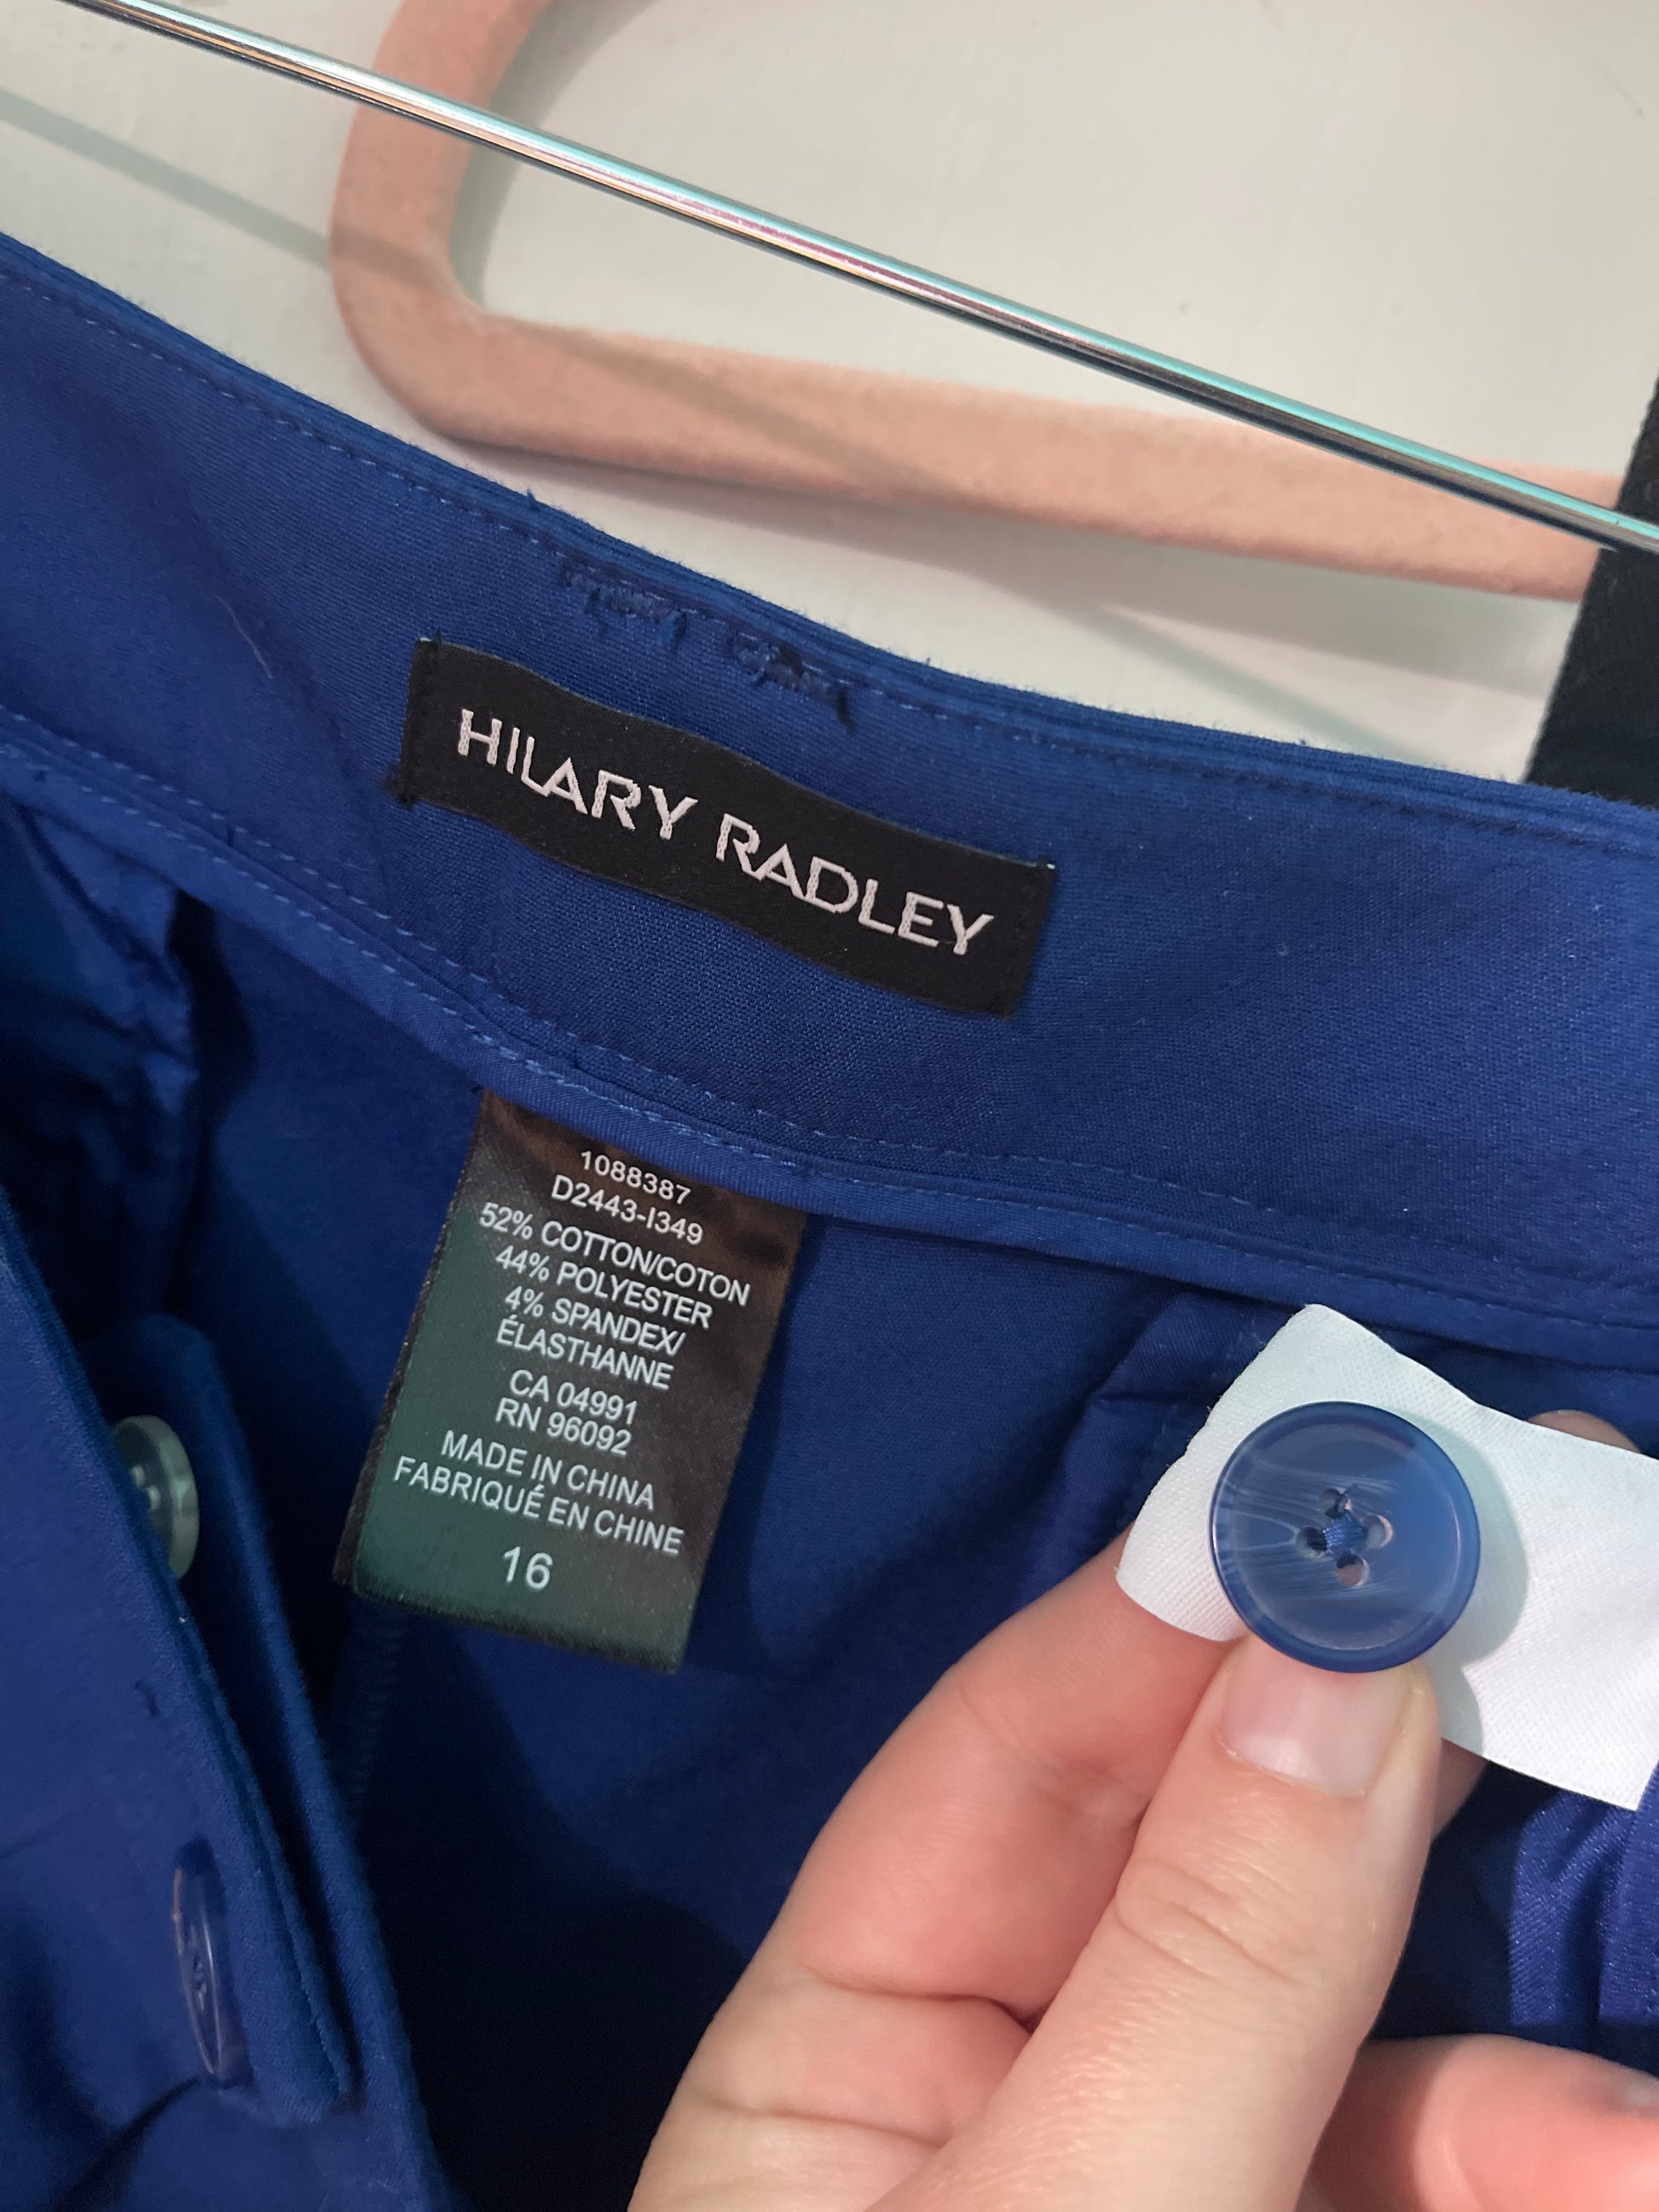 HILARY RADLEY
1088387
D2443-I349
52% COTTON/COTON
44% POLYESTER
4% SPANDEX/
ÉLASTHANNE
CA 04991
RN 96092
MADE IN CHINA
FABRIQUÉ EN CHINE
16